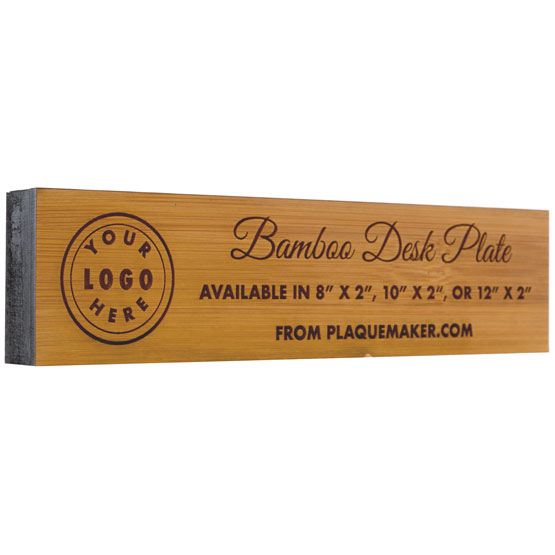 YOUR
LOGO
HERE
Bamboo Desk Plate
AVAILABLE IN 8” X 2”, 10” X 2”, OR 12” X 2”
FROM PLAQUEMAKER.COM